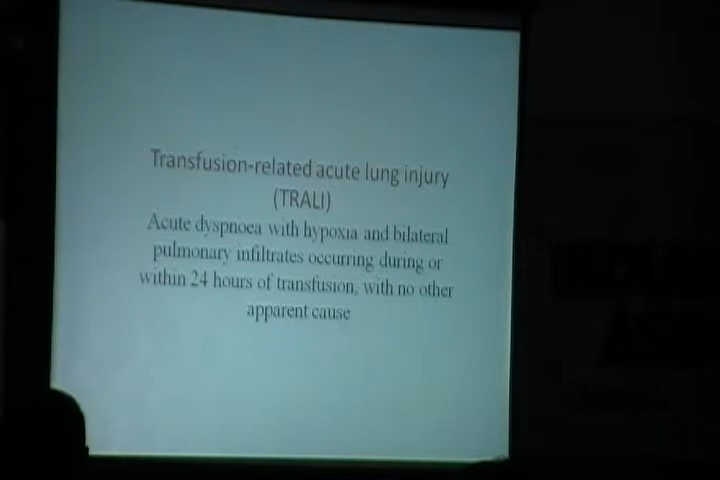 Transfusion-related acute lung injury
(TRALI)
Acute dyspnoea with hypoxia and bilateral
pulmonary infiltrates occurring during or
within 24 hours of transfusion, with no other
apparent cause